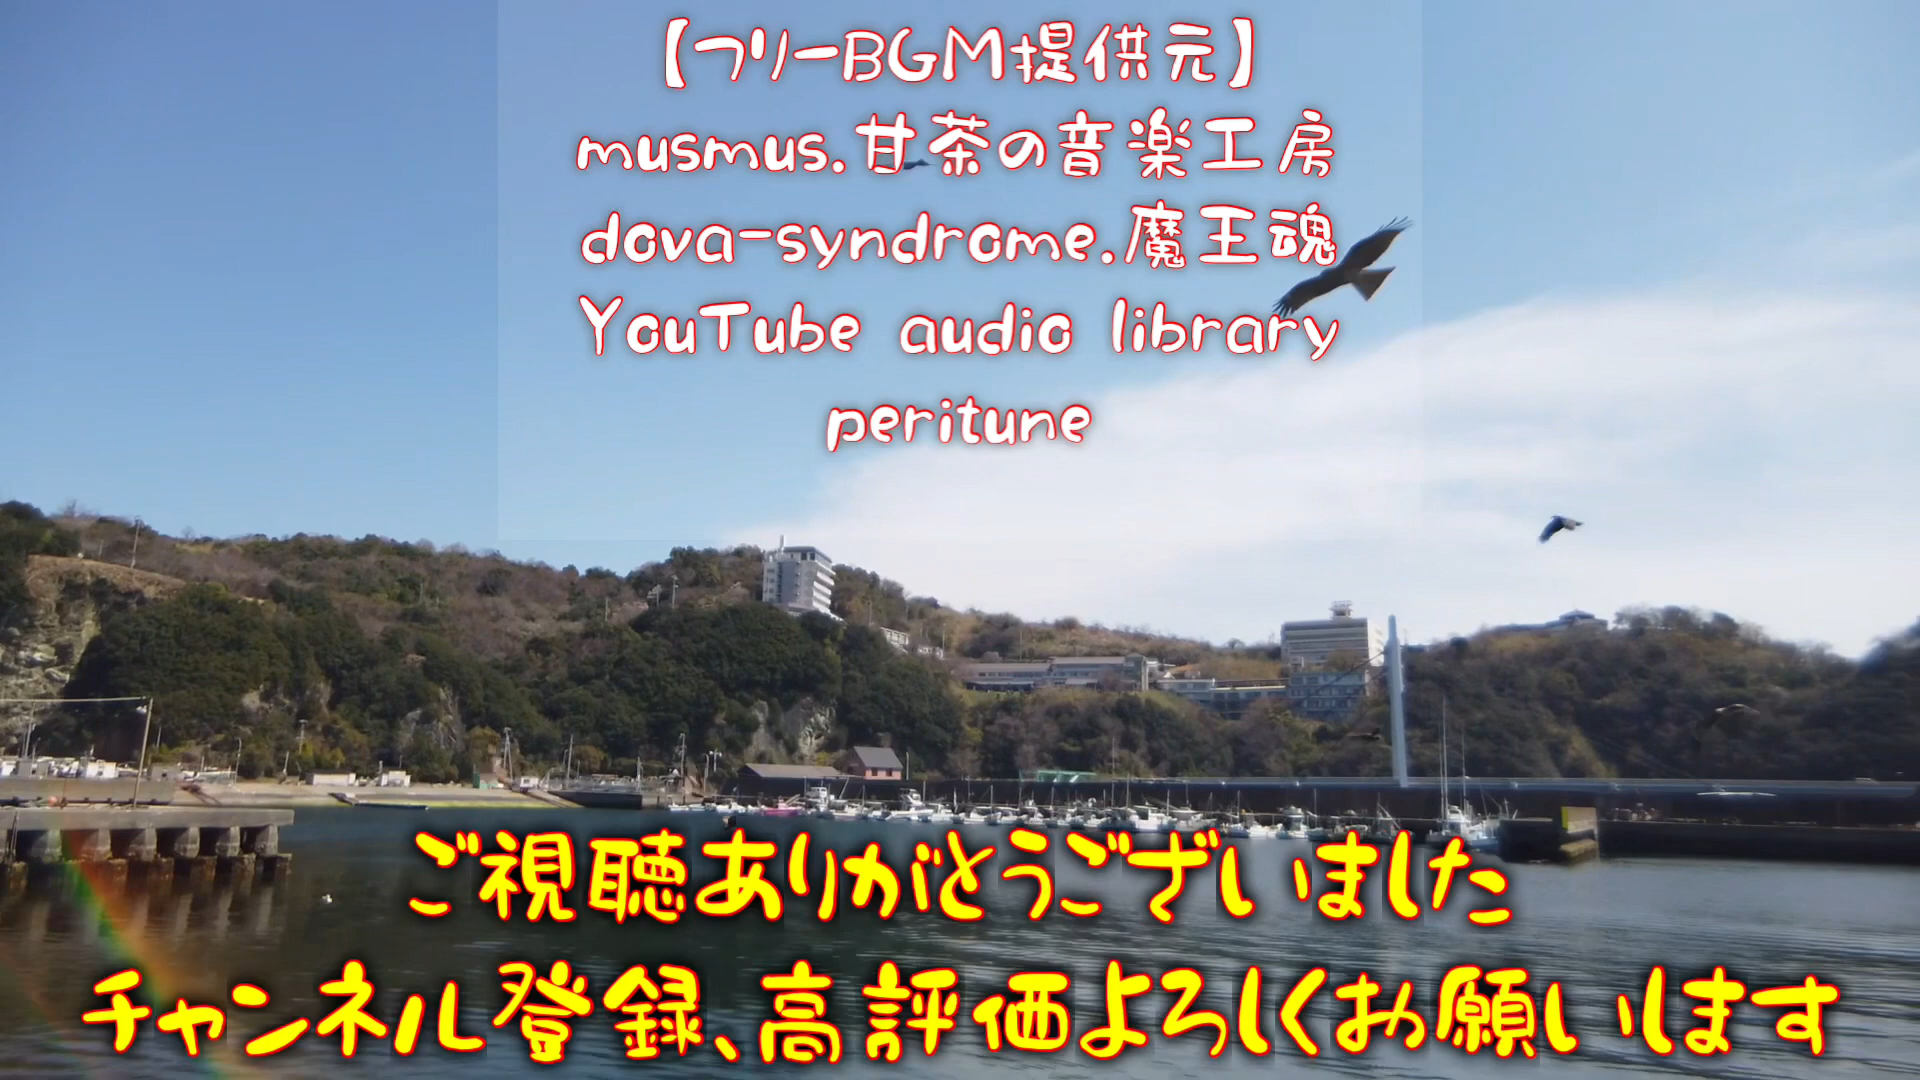 【フリーBGM提供元】
musmus.甘茶の音楽工房
dova-syndrome.魔王魂
YouTube audio library
peritune
ご視聴ありがとうございました
チャンネル登録、高評価よろしくお願いします